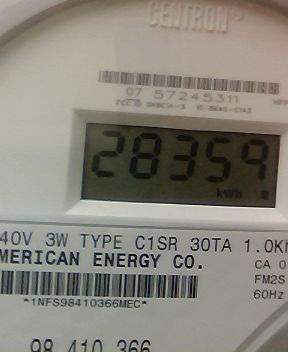 CENTRON®
07 57245311
28359
kWh
40V 3W TYPE C1SR 30TA 1.0K
MERICAN ENERGY CO.
CA 0
FM2S
60Hz
*1NFS98410366MEC*
98 410 366